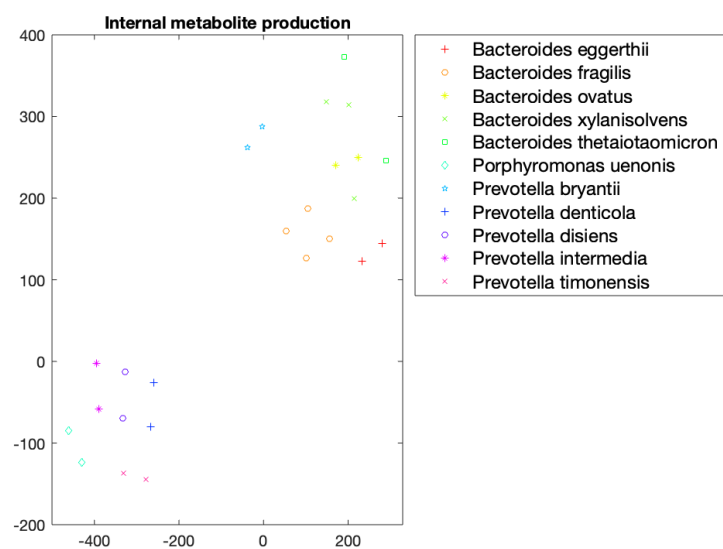 Internal metabolite production
400
300
200
100
0
-100
-200
-400
-200
0
200
Bacteroides eggerthii
Bacteroides fragilis
Bacteroides ovatus
Bacteroides xylanisolvens
Bacteroides thetaiotaomicron
Porphyromonas uenonis
Prevotella bryantii
Prevotella denticola
Prevotella disiens
Prevotella intermedia
Prevotella timonensis